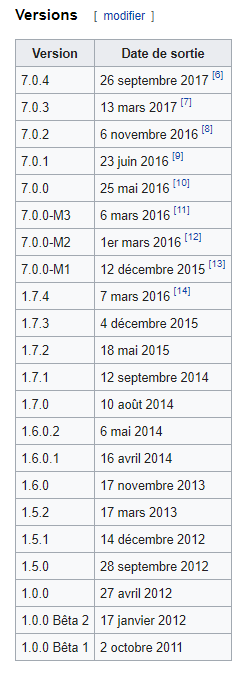 Versions [ modifier ]
Version Date de sortie
7.0.4 26 septembre 2017 [6]
7.0.3 13 mars 2017 [7]
7.0.2 6 novembre 2016 [8]
7.0.1 23 juin 2016 [9]
7.0.0 25 mai 2016 [10]
7.0.0-M3 6 mars 2016 [11]
7.0.0-M2 1er mars 2016 [12]
7.0.0-M1 12 décembre 2015 [13]
1.7.4 7 mars 2016 [14]
1.7.3 4 décembre 2015
1.7.2 18 mai 2015
1.7.1 12 septembre 2014
1.7.0 10 août 2014
1.6.0.2 6 mai 2014
1.6.0.1 16 avril 2014
1.6.0 17 novembre 2013
1.5.2 17 mars 2013
1.5.1 14 décembre 2012
1.5.0 28 septembre 2012
1.0.0 27 avril 2012
1.0.0 Bêta 2 17 janvier 2012
1.0.0 Bêta 1 2 octobre 2011